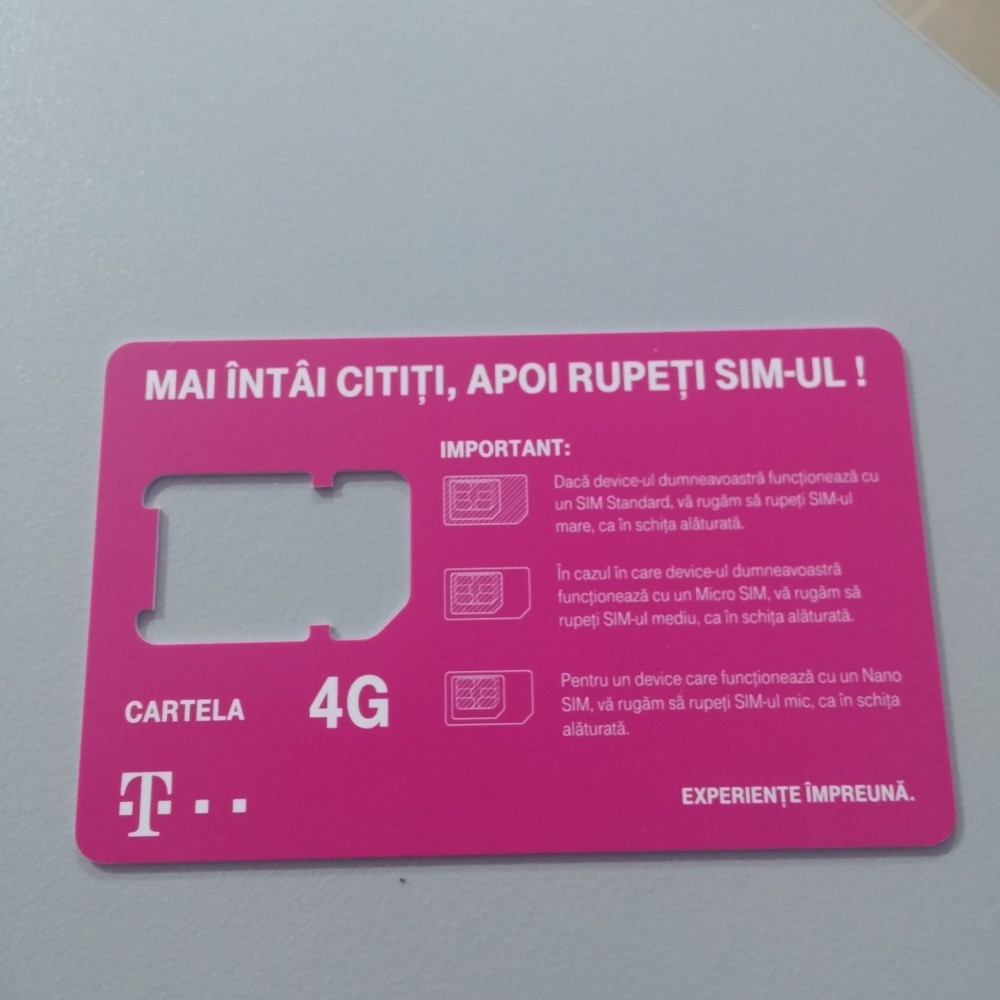 MAI ÎNTÂI CITIȚI, APOI RUPEȚI SIM-UL !
IMPORTANT:
Dacă device-ul dumneavoastră funcționează cu
un SIM Standard, vă rugăm să rupeți SIM-ul
mare, ca în schița alăturată.
În cazul în care device-ul dumneavoastră
funcționează cu un Micro SIM, vă rugăm să
rupeți SIM-ul mediu, ca în schița alăturată.
Pentru un device care funcționează cu un Nano
SIM, vă rugăm să rupeți SIM-ul mic, ca în schița
alăturată.
CARTELA 4G
T
EXPERIENȚE ÎMPREUNĂ.